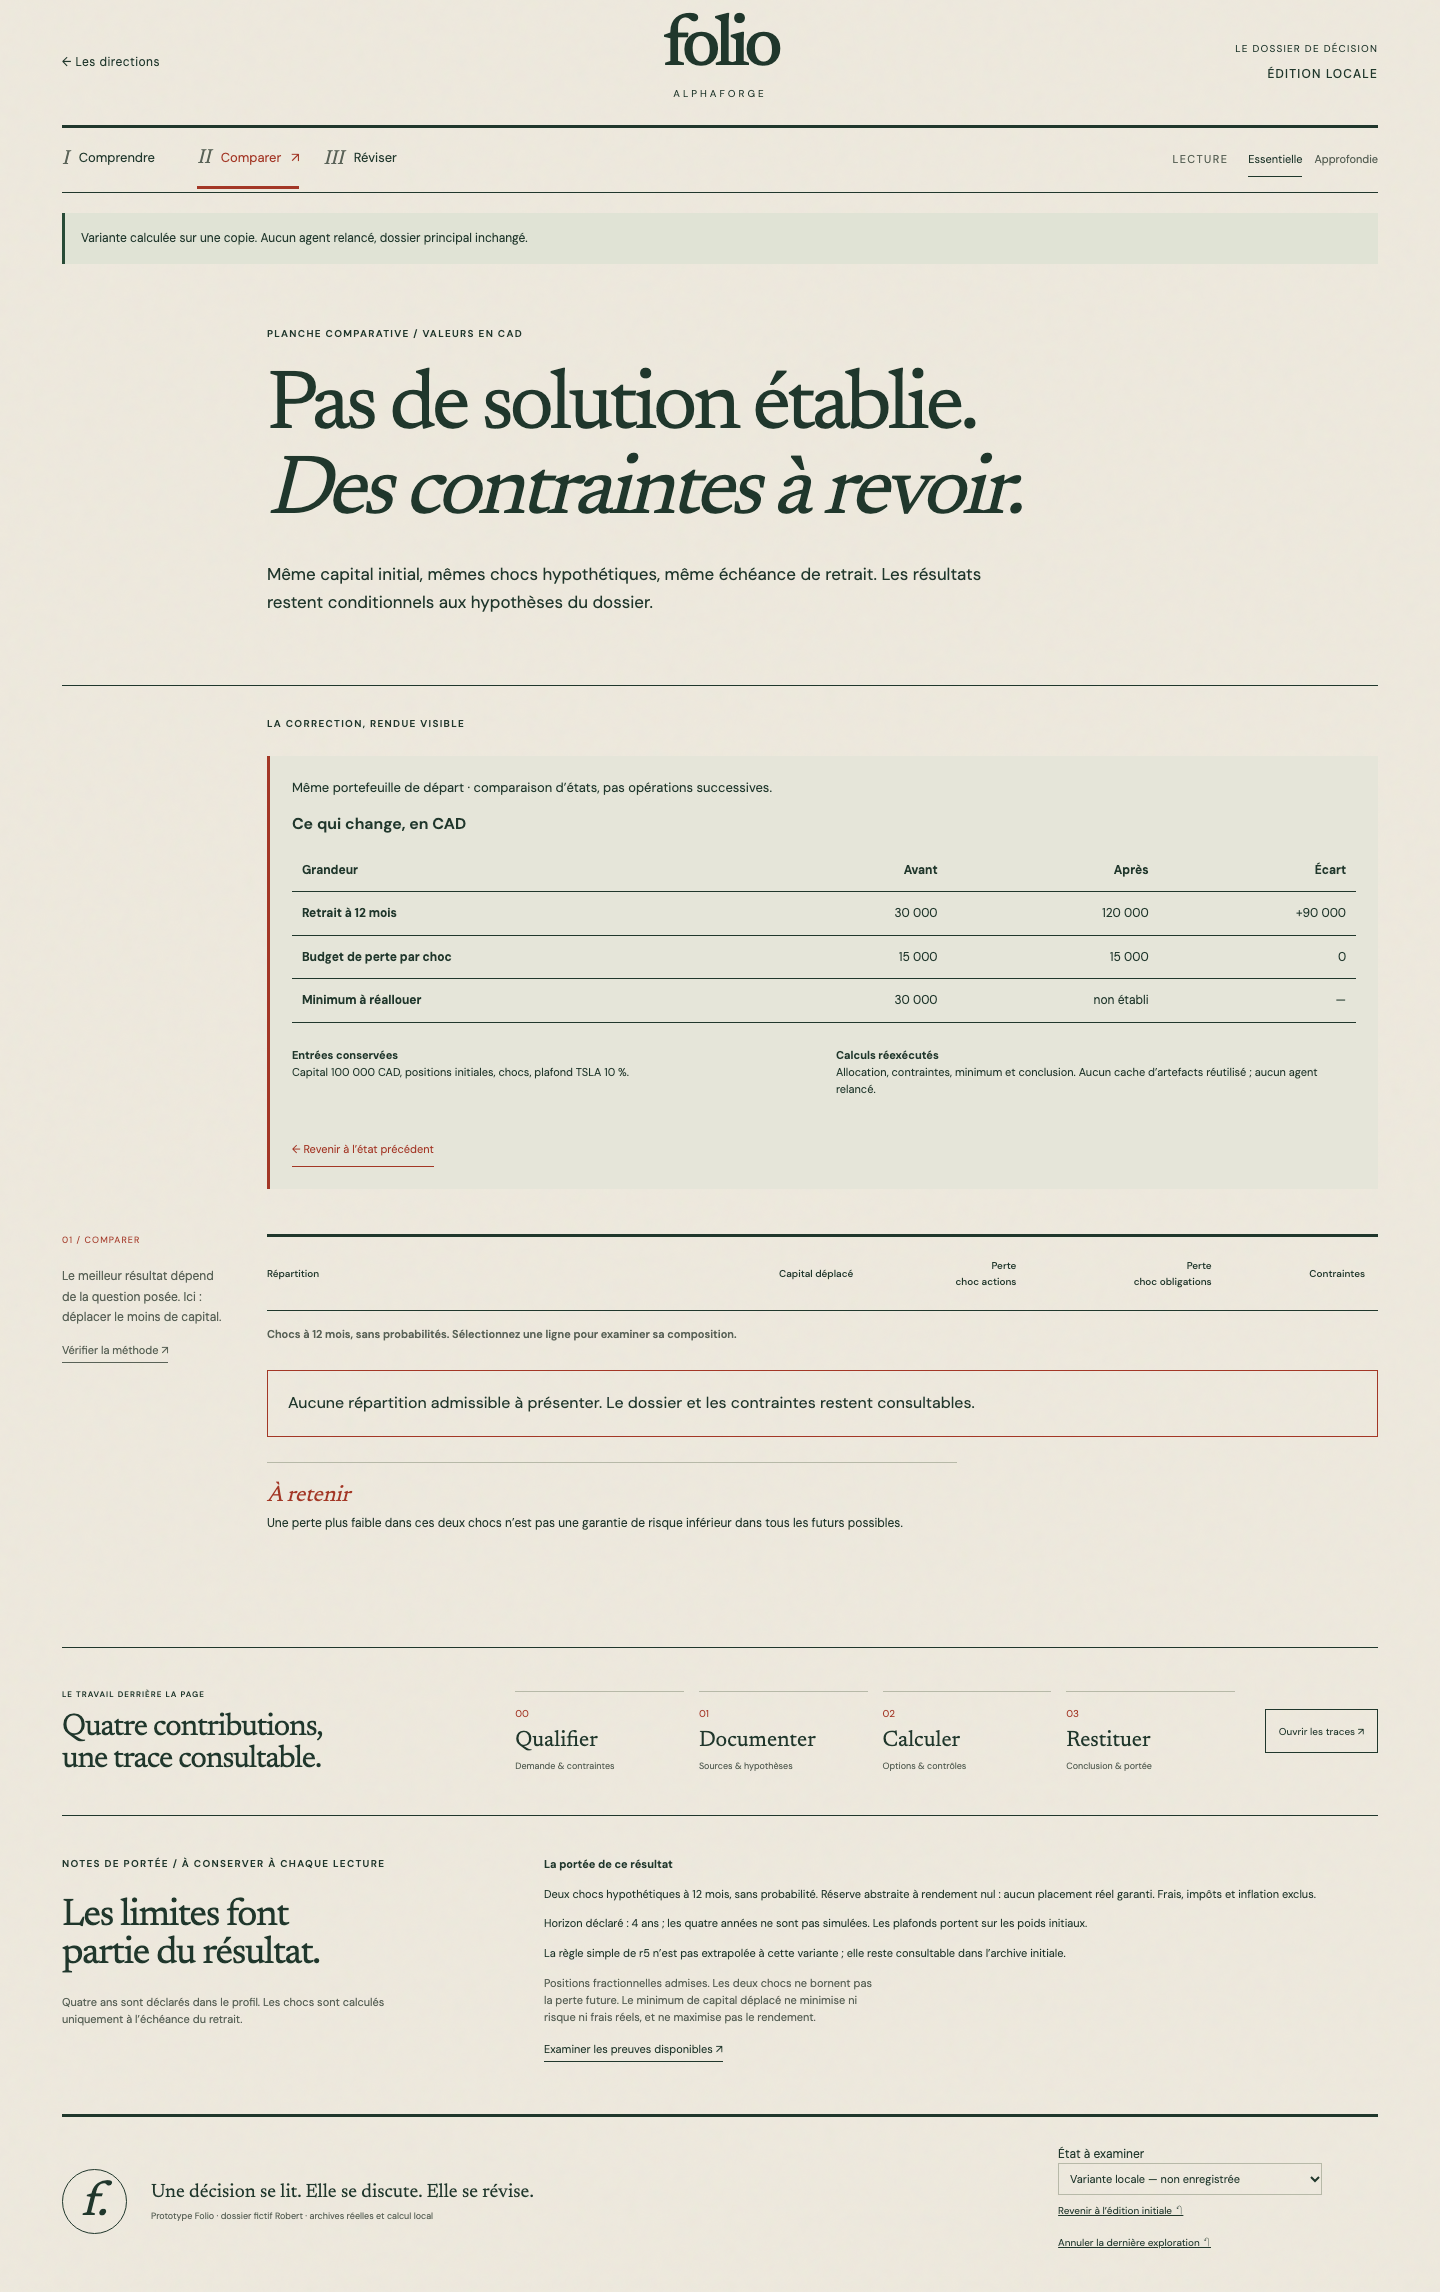 ← Les directions
folio
ALPHAFORGE
LE DOSSIER DE DÉCISION
ÉDITION LOCALE
I Comprendre
II Comparer ↗
III Réviser
LECTURE Essentielle Approfondie
Variante calculée sur une copie. Aucun agent relancé, dossier principal inchangé.
PLANCHE COMPARATIVE / VALEURS EN CAD
Pas de solution établie.
Des contraintes à revoir.
Même capital initial, mêmes chocs hypothétiques, même échéance de retrait. Les résultats
restent conditionnels aux hypothèses du dossier.
LA CORRECTION, RENDUE VISIBLE
Même portefeuille de départ · comparaison d’états, pas opérations successives.
Ce qui change, en CAD
Grandeur Avant Après Écart
Retrait à 12 mois 30 000 120 000 +90 000
Budget de perte par choc 15 000 15 000 0
Minimum à réallouer 30 000 non établi —
Entrées conservées
Capital 100 000 CAD, positions initiales, chocs, plafond TSLA 10 %.
Calculs réexécutés
Allocation, contraintes, minimum et conclusion. Aucun cache d’artefacts réutilisé ; aucun agent
relancé.
← Revenir à l’état précédent
01 / COMPARER
Le meilleur résultat dépend
de la question posée. Ici :
déplacer le moins de capital.
Vérifier la méthode ↗
Répartition
Capital déplacé
Perte
choc actions
Perte
choc obligations
Contraintes
Chocs à 12 mois, sans probabilités. Sélectionnez une ligne pour examiner sa composition.
Aucune répartition admissible à présenter. Le dossier et les contraintes restent consultables.
À retenir
Une perte plus faible dans ces deux chocs n’est pas une garantie de risque inférieur dans tous les futurs possibles.
LE TRAVAIL DERRIÈRE LA PAGE
Quatre contributions,
une trace consultable.
00
Qualifier
Demande & contraintes
01
Documenter
Sources & hypothèses
02
Calculer
Options & contrôles
03
Restituer
Conclusion & portée
Ouvrir les traces ↗
NOTES DE PORTÉE / À CONSERVER À CHAQUE LECTURE
Les limites font
partie du résultat.
Quatre ans sont déclarés dans le profil. Les chocs sont calculés
uniquement à l’échéance du retrait.
La portée de ce résultat
Deux chocs hypothétiques à 12 mois, sans probabilité. Réserve abstraite à rendement nul : aucun placement réel garanti. Frais, impôts et inflation exclus.
Horizon déclaré : 4 ans ; les quatre années ne sont pas simulées. Les plafonds portent sur les poids initiaux.
La règle simple de r5 n’est pas extrapolée à cette variante ; elle reste consultable dans l’archive initiale.
Positions fractionnelles admises. Les deux chocs ne bornent pas
la perte future. Le minimum de capital déplacé ne minimise ni
risque ni frais réels, et ne maximise pas le rendement.
Examiner les preuves disponibles ↗
f.
Une décision se lit. Elle se discute. Elle se révise.
Prototype Folio · dossier fictif Robert · archives réelles et calcul local
État à examiner
Variante locale — non enregistrée
Revenir à l’édition initiale
Annuler la dernière exploration